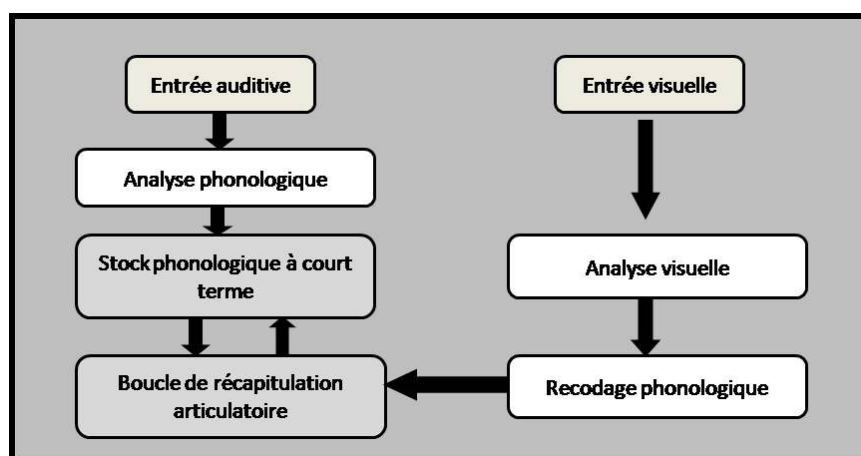 Entrée auditive
Analyse phonologique
Stock phonologique à court
terme
Boucle de récapitulation
articulatoire
Entrée visuelle
Analyse visuelle
Recodage phonologique